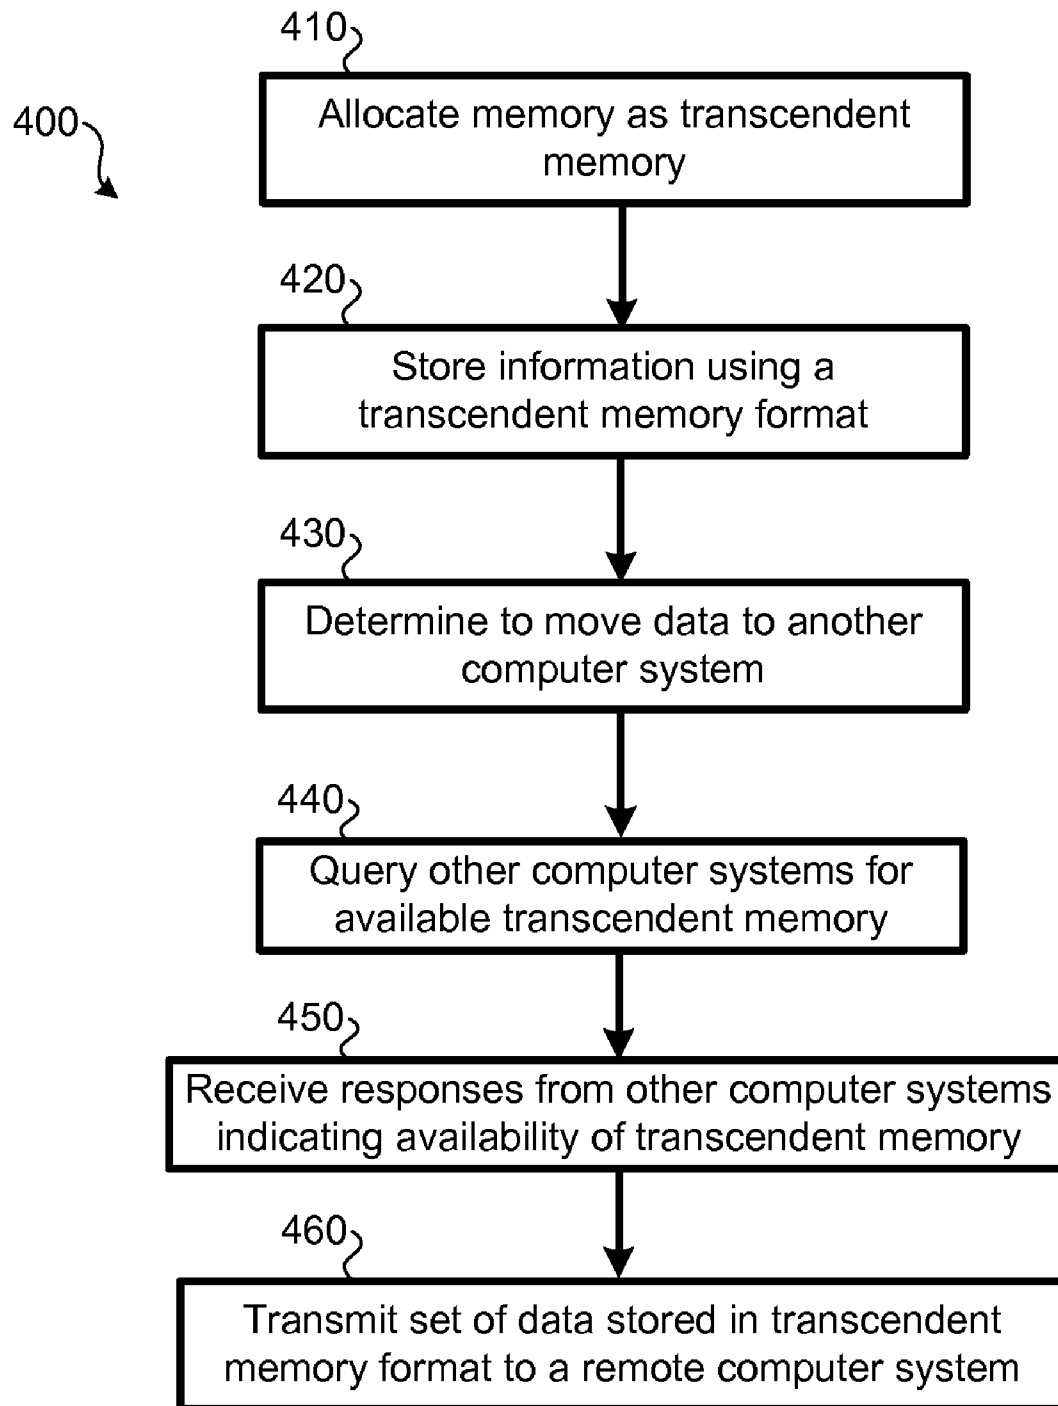 410
Allocate memory as transcendent
memory
400
420
Store information using a
transcendent memory format
430
Determine to move data to another
computer system
440
Query other computer systems for
available transcendent memory
450
Receive responses from other computer systems
indicating availability of transcendent memory
460
Transmit set of data stored in transcendent
memory format to a remote computer system